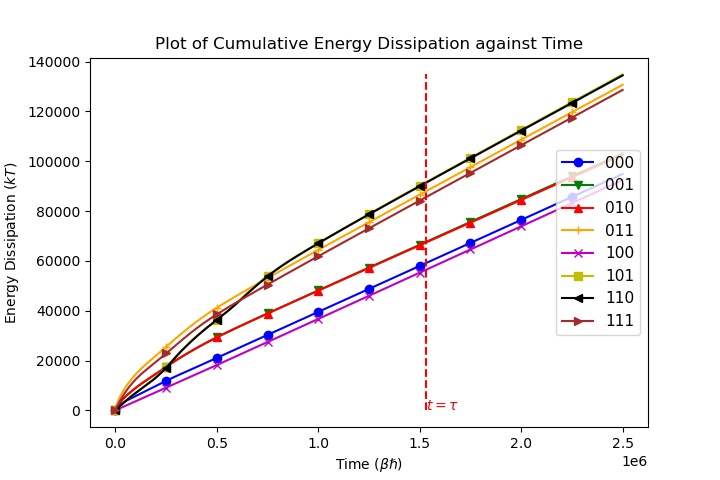 Plot of Cumulative Energy Dissipation against Time
Energy Dissipation (kT)
140000
120000
100000
80000
60000
40000
20000
0
000
001
010
011
100
101
110
111
t = τ
0.0 0.5 1.0 1.5 2.0 2.5
1e6
Time (βℏ)